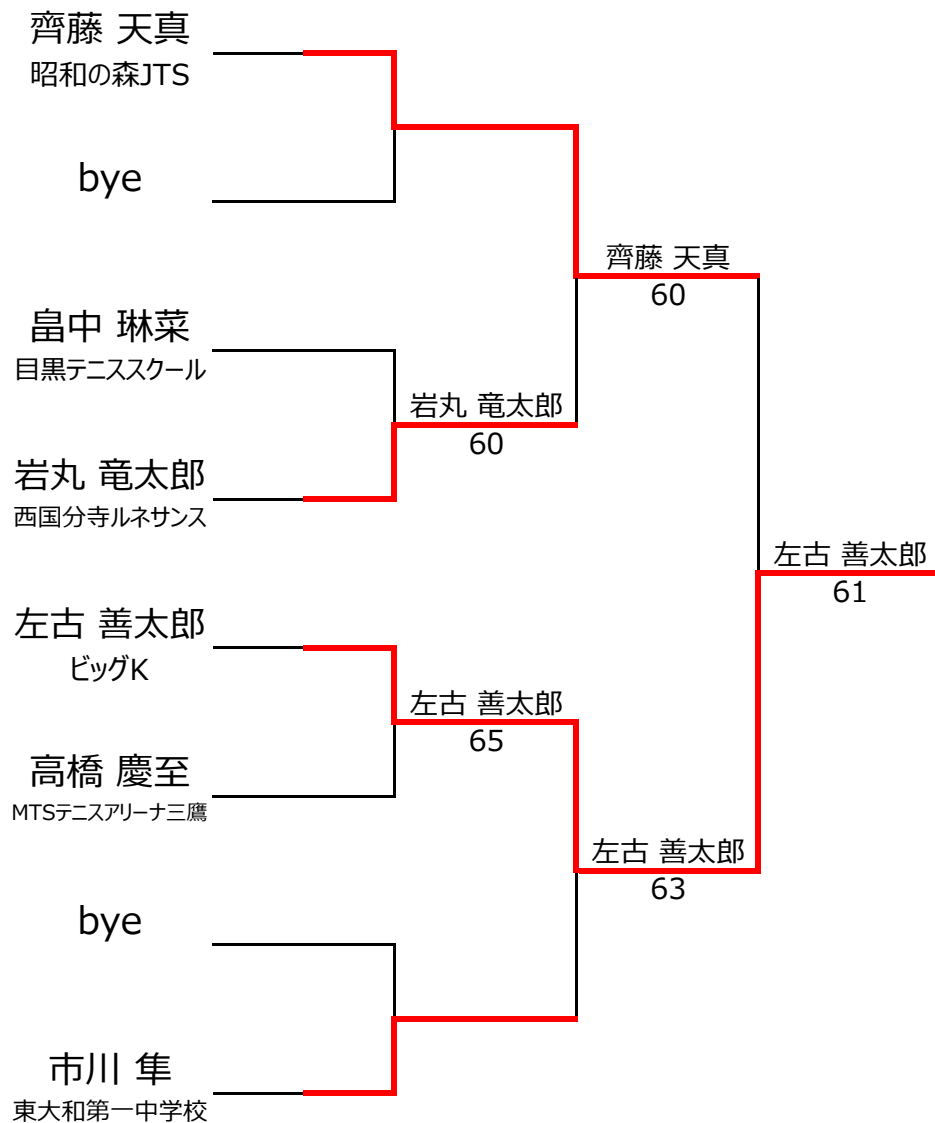 齊藤 天真
昭和の森JTS
bye
齊藤 天真
60
畠中 琳菜
目黒テニススクール
岩丸 竜太郎
60
岩丸 竜太郎
西国分寺ルネサンス
左古 善太郎
61
左古 善太郎
ビッグK
左古 善太郎
65
高橋 慶至
MTSテニスアリーナ三鷹
左古 善太郎
63
bye
市川 隼
東大和第一中学校